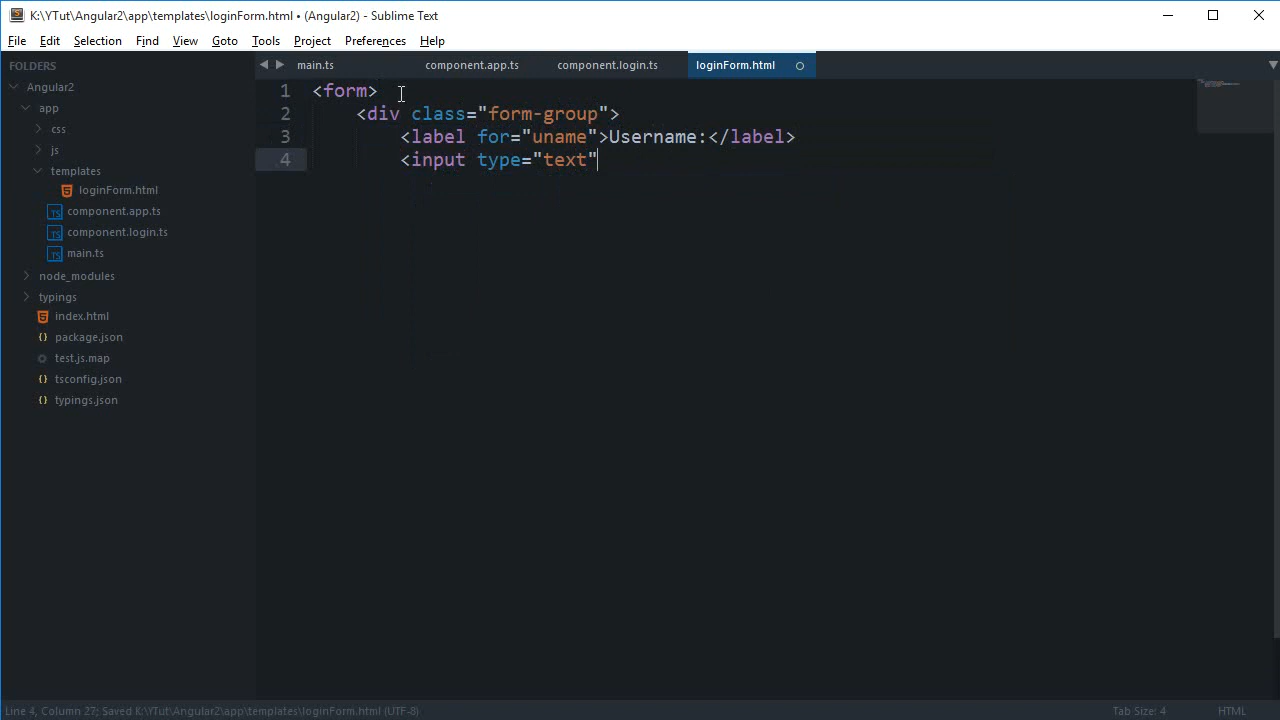 K:\YTut\Angular2\app\templates\loginForm.html • (Angular2) - Sublime Text
File Edit Selection Find View Goto Tools Project Preferences Help
FOLDERS
Angular2
app
css
js
templates
loginForm.html
component.app.ts
component.login.ts
main.ts
node_modules
typings
index.html
package.json
test.js.map
tsconfig.json
typings.json
main.ts component.app.ts component.login.ts loginForm.html
1 <form>
2 <div class="form-group">
3 <label for="uname">Username:</label>
4 <input type="text"
Line 4, Column 27; Saved K:\YTut\Angular2\app\templates\loginForm.html (UTF-8) Tab Size: 4 HTML